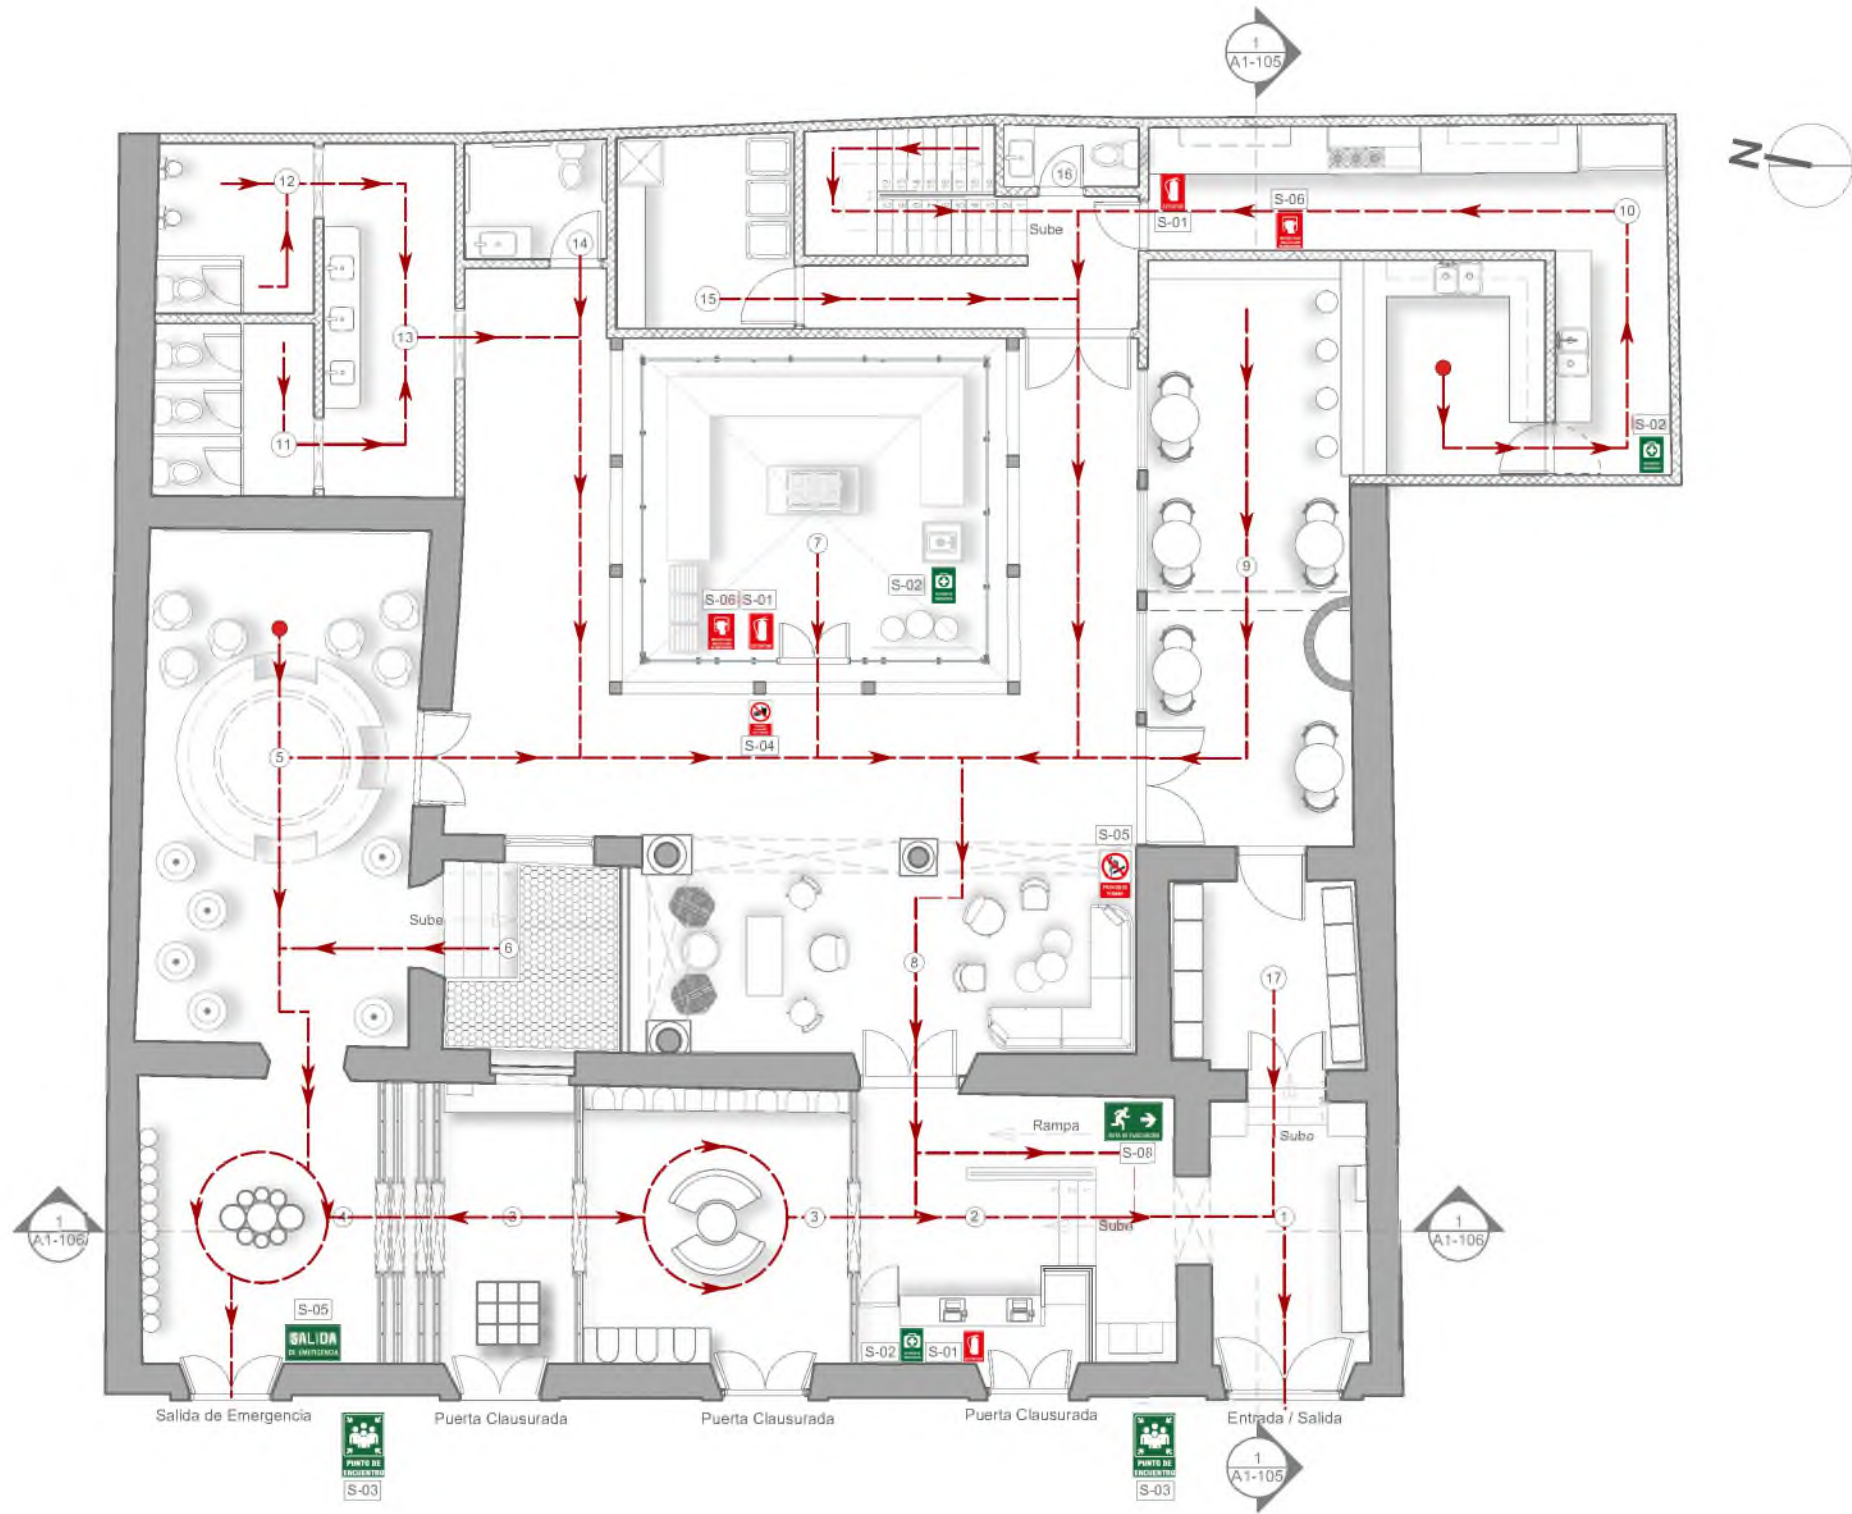 1
A1-105
N
12
16
S-01
S-06
10
Sube
14
15
13
11
S-02
7
9
S-02
S-06
S-01
S-04
5
S-05
Sube
6
8
17
Rampa
S-08
Sube
1
A1-106
4
3
3
2
Sube
1
1
A1-106
S-05
SALIDA
DE EMERGENCIA
S-02
S-01
Salida de Emergencia
Puerta Clausurada
Puerta Clausurada
Puerta Clausurada
Entrada / Salida
PUNTO DE
ENCUENTRO
S-03
PUNTO DE
ENCUENTRO
S-03
1
A1-105